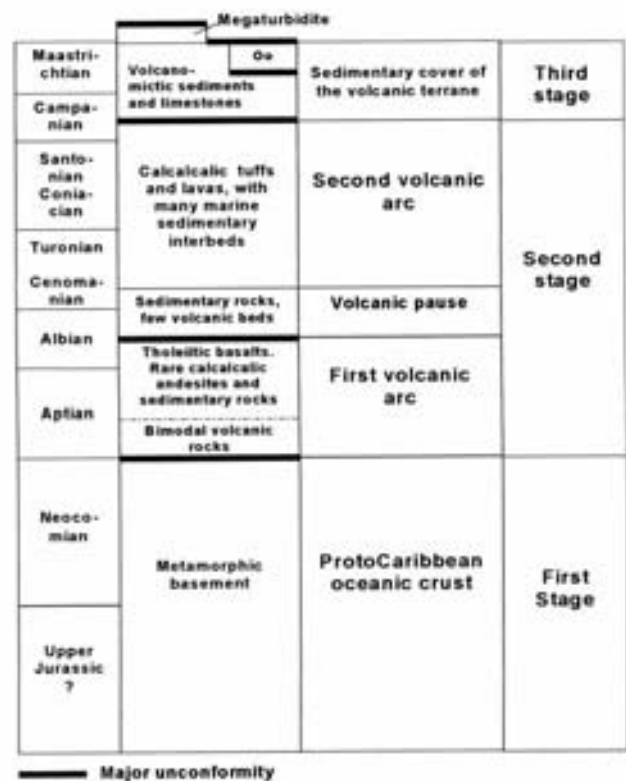 Megaturbidite
Maastri-
chtian
Campa-
nian
Santo-
nian
Conia-
cian
Turonian
Cenoma-
nian
Albian
Aptian
Neoco-
mian
Upper
Jurassic
?
Volcano-
mictic sediments
and limestones
Calcalcalic tuffs
and lavas, with
many marine
sedimentary
interbeds
Sedimentary rocks,
few volcanic beds
Tholeiitic basalts.
Rare calcalcalic
andesites and
sedimentary rocks
Bimodal volcanic
rocks
Metamorphic
basement
Sedimentary cover of
the volcanic terrane
Second volcanic
arc
Volcanic pause
First volcanic
arc
ProtoCaribbean
oceanic crust
Third
stage
Second
stage
First
Stage
Major unconformity